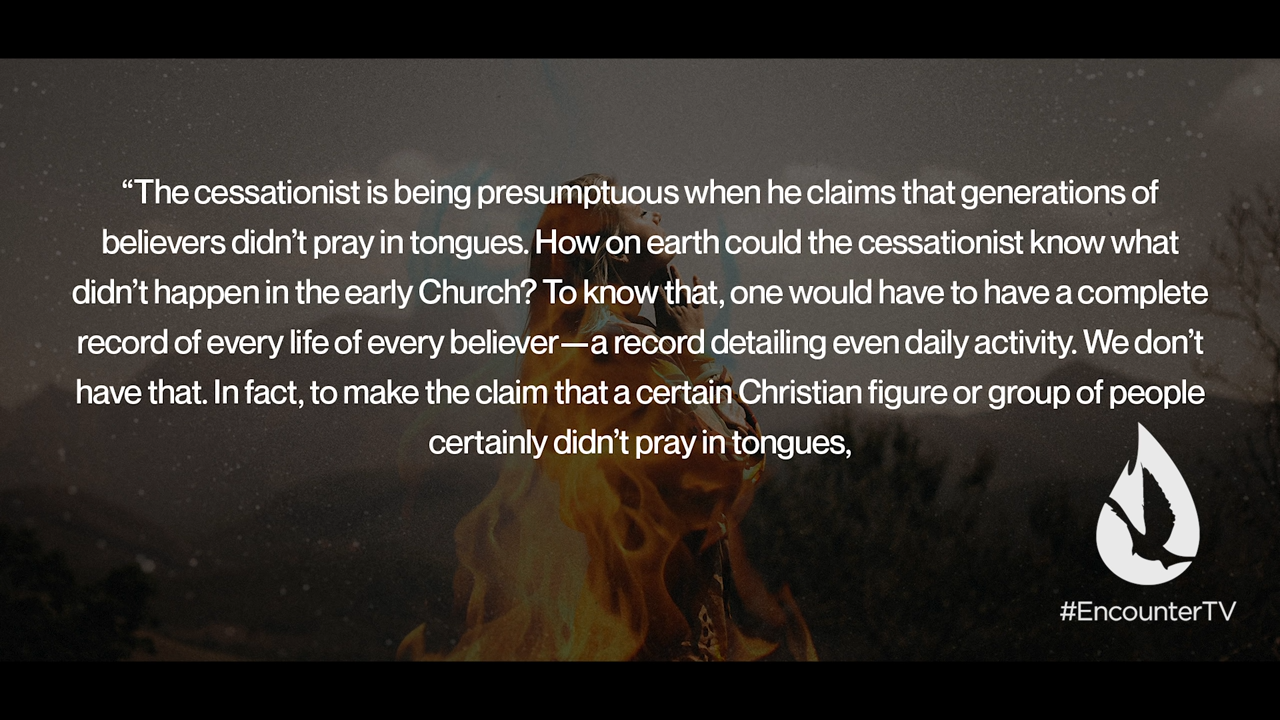 “The cessationist is being presumptuous when he claims that generations of
believers didn’t pray in tongues. How on earth could the cessationist know what
didn’t happen in the early Church? To know that, one would have to have a complete
record of every life of every believer—a record detailing even daily activity. We don’t
have that. In fact, to make the claim that a certain Christian figure or group of people
certainly didn’t pray in tongues,
#EncounterTV